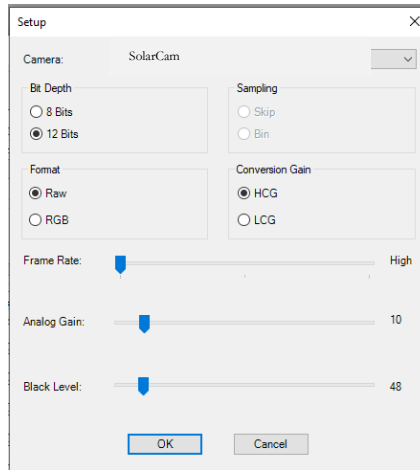 Setup
Camera: SolarCam
Bit Depth
8 Bits
12 Bits
Sampling
Skip
Bin
Format
Raw
RGB
Conversion Gain
HCG
LCG
Frame Rate: High
Analog Gain: 10
Black Level: 48
OK Cancel